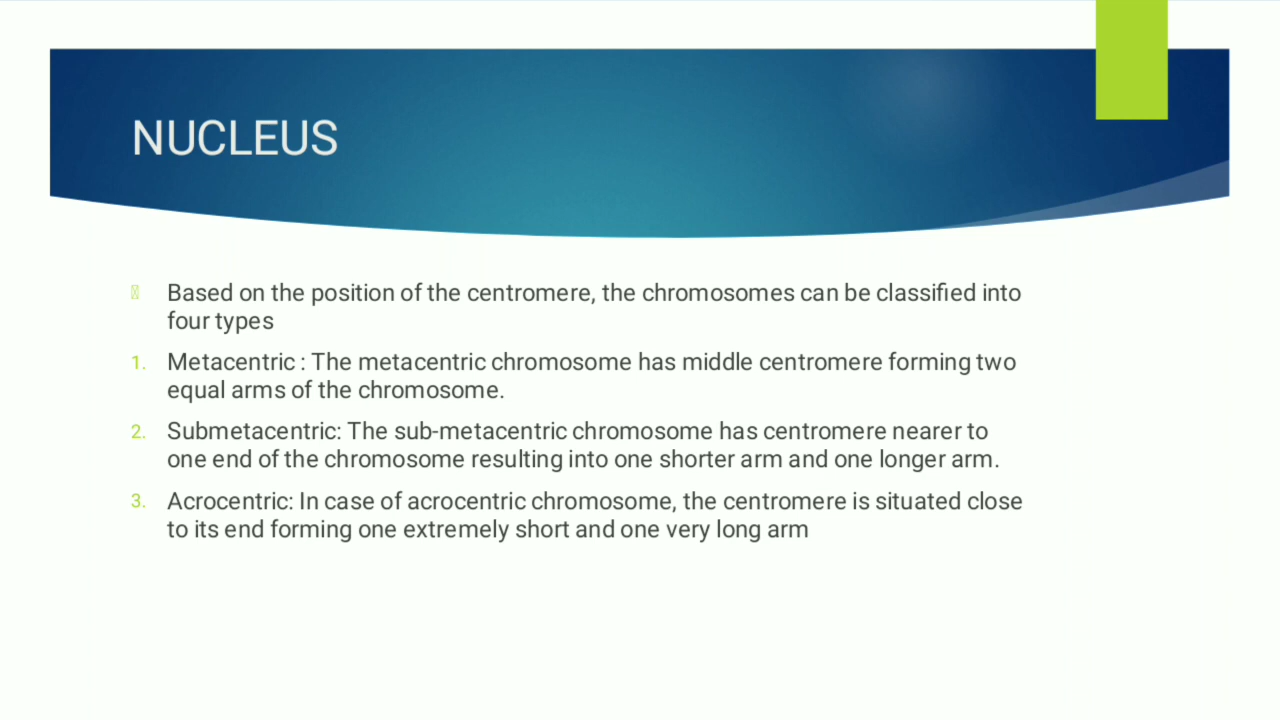 NUCLEUS
Based on the position of the centromere, the chromosomes can be classified into
four types
1. Metacentric : The metacentric chromosome has middle centromere forming two
equal arms of the chromosome.
2. Submetacentric: The sub-metacentric chromosome has centromere nearer to
one end of the chromosome resulting into one shorter arm and one longer arm.
3. Acrocentric: In case of acrocentric chromosome, the centromere is situated close
to its end forming one extremely short and one very long arm